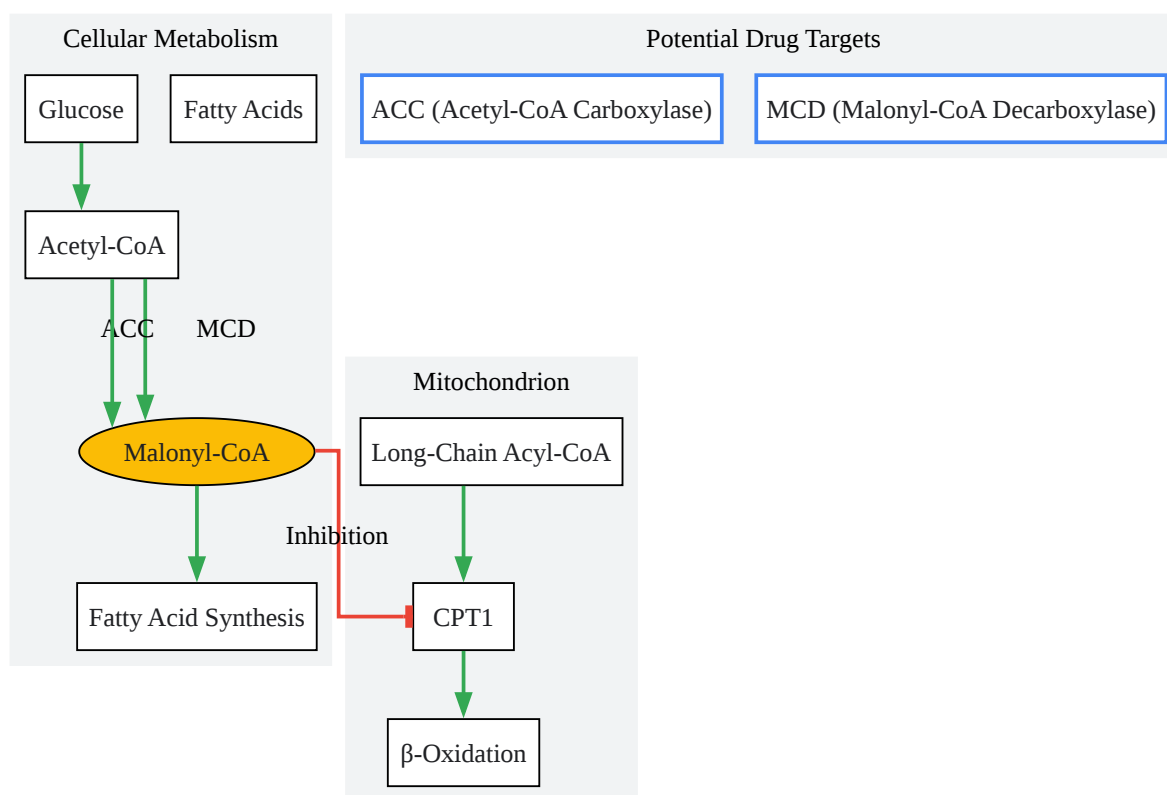 Cellular Metabolism
Potential Drug Targets
Glucose
Fatty Acids
ACC (Acetyl-CoA Carboxylase)
MCD (Malonyl-CoA Decarboxylase)
Acetyl-CoA
ACC
MCD
Mitochondrion
Malonyl-CoA
Long-Chain Acyl-CoA
Inhibition
Fatty Acid Synthesis
CPT1
β-Oxidation